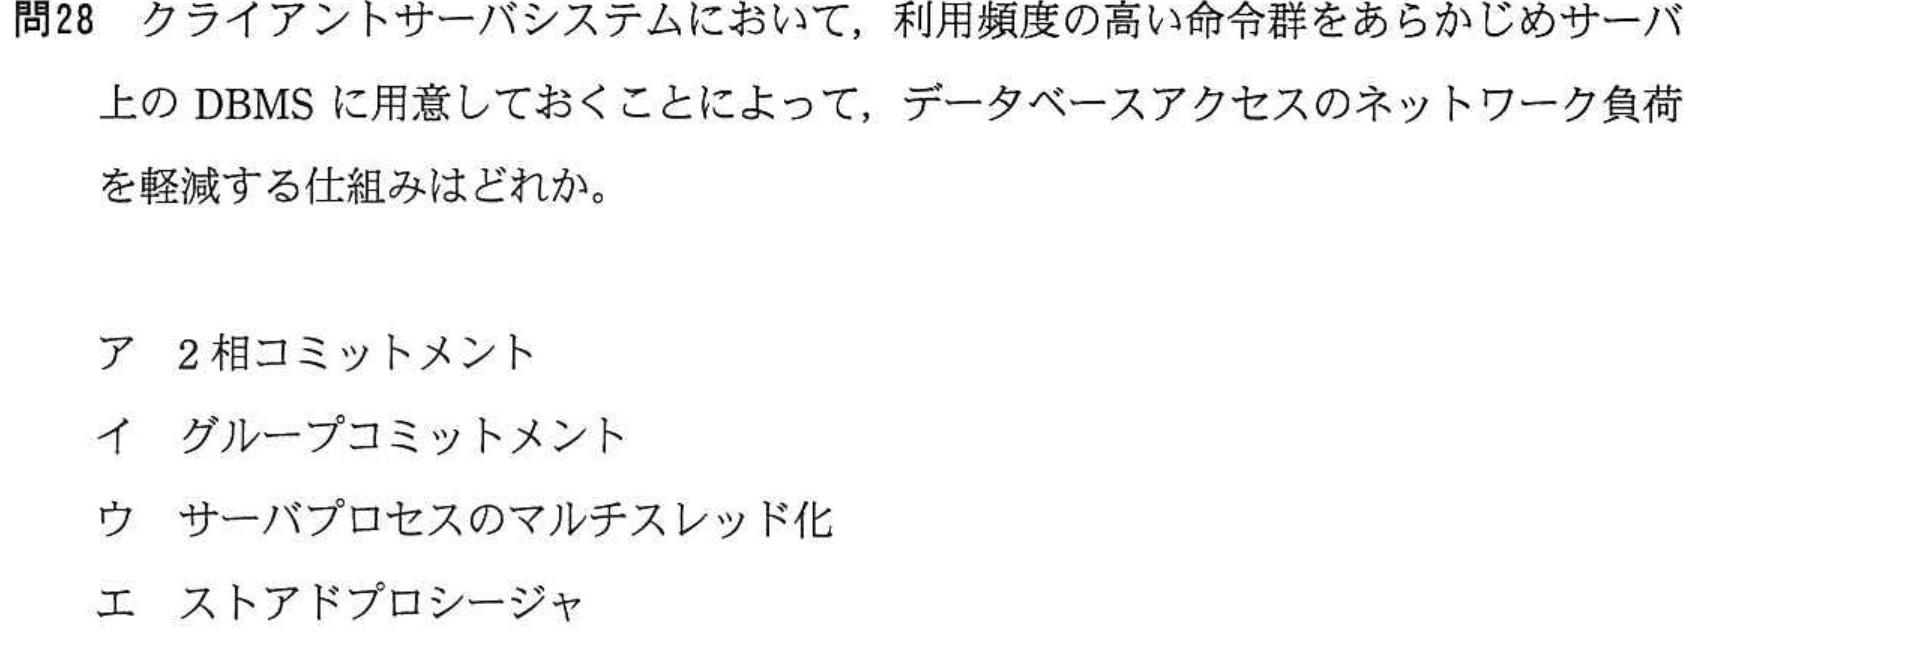 問28 クライアントサーバシステムにおいて，利用頻度の高い命令群をあらかじめサーバ
上の DBMS に用意しておくことによって，データベースアクセスのネットワーク負荷
を軽減する仕組みはどれか。
ア 2 相コミットメント
イ グループコミットメント
ウ サーバプロセスのマルチスレッド化
エ ストアドプロシージャ